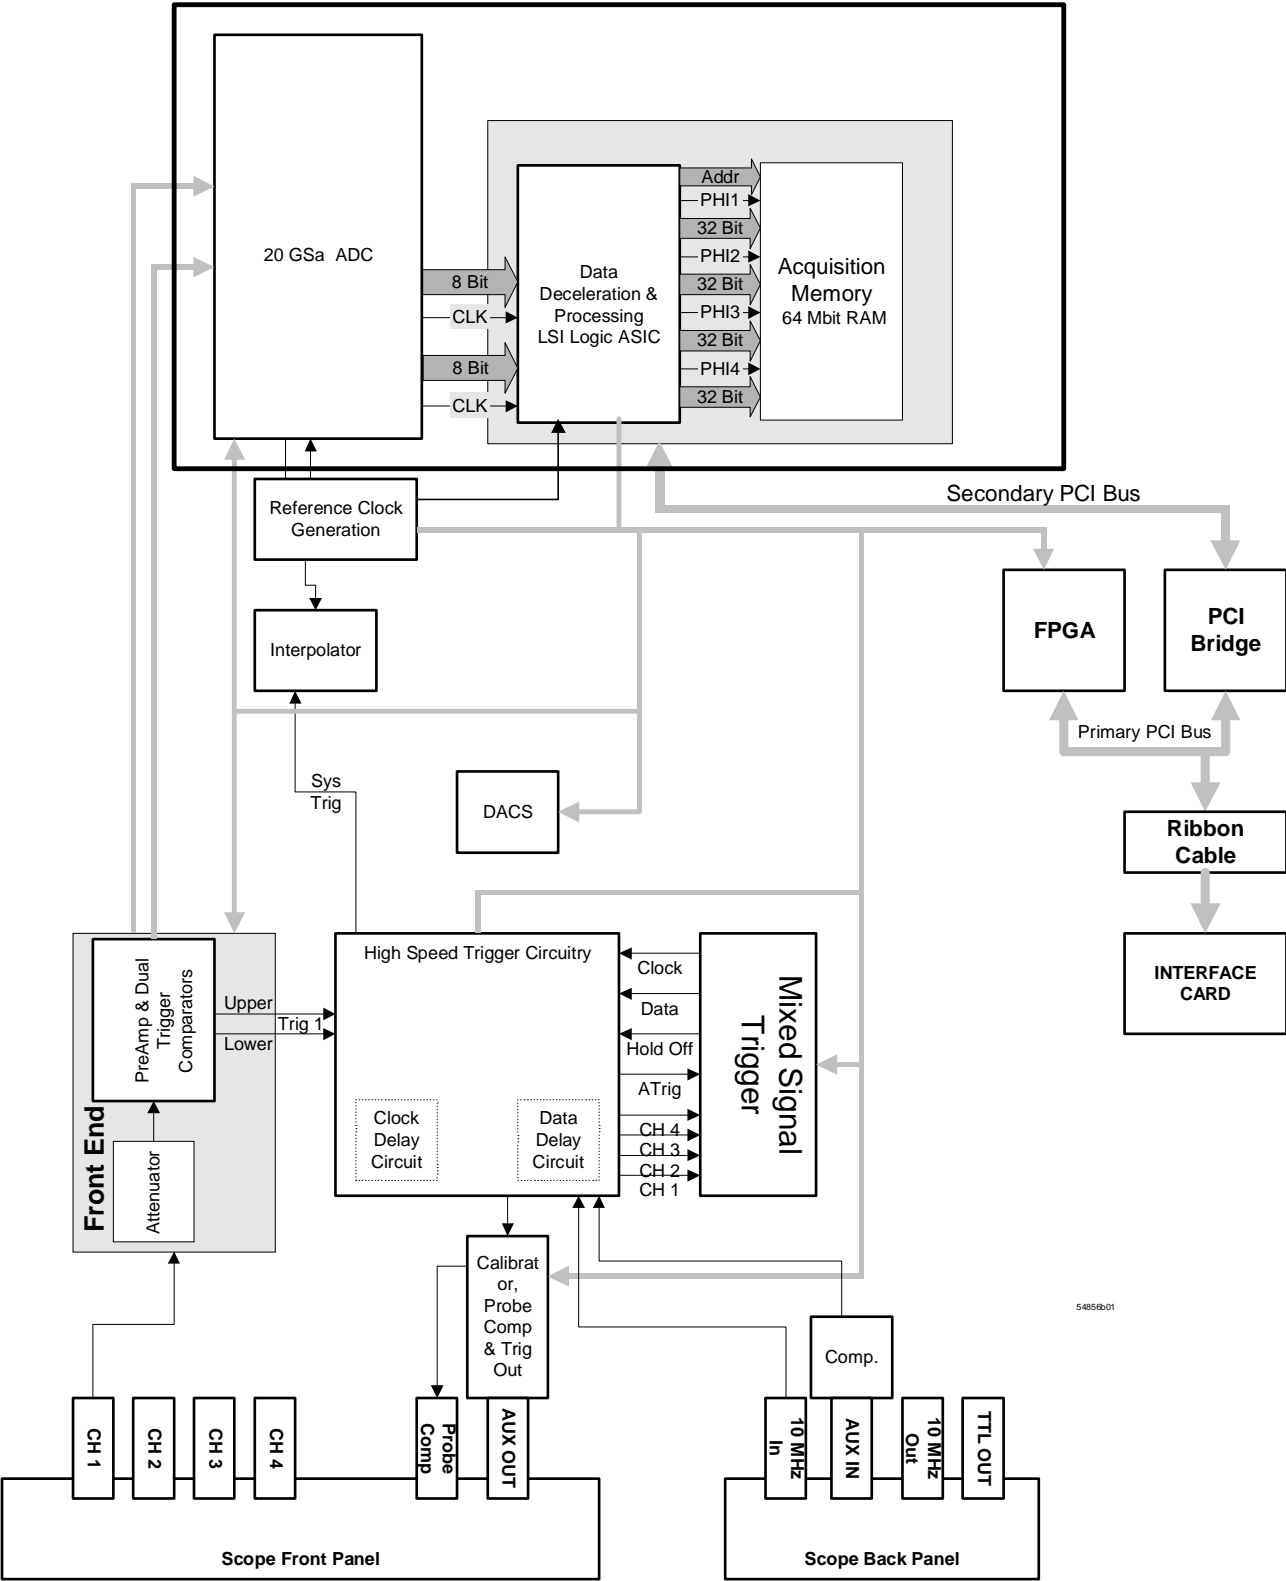 20 GSa ADC
8 Bit
CLK
8 Bit
CLK
Data
Deceleration &
Processing
LSI Logic ASIC
Addr
PHI1
32 Bit
PHI2
32 Bit
PHI3
32 Bit
PHI4
32 Bit
Acquisition
Memory
64 Mbit RAM
Reference Clock
Generation
Secondary PCI Bus
Interpolator
FPGA
PCI
Bridge
Primary PCI Bus
Sys
Trig
DACS
Ribbon
Cable
INTERFACE
CARD
Front End
PreAmp & Dual
Trigger
Comparators
Attenuator
Upper
Trig 1
Lower
High Speed Trigger Circuitry
Clock
Delay
Circuit
Data
Delay
Circuit
Clock
Data
Hold Off
ATrig
CH 4
CH 3
CH 2
CH 1
Mixed Signal
Trigger
Calibrat
or,
Probe
Comp
& Trig
Out
Comp.
54856b01
CH 1
CH 2
CH 3
CH 4
Probe
Comp
AUX OUT
10 MHz
In
AUX IN
10 MHz
Out
TTL OUT
Scope Front Panel
Scope Back Panel